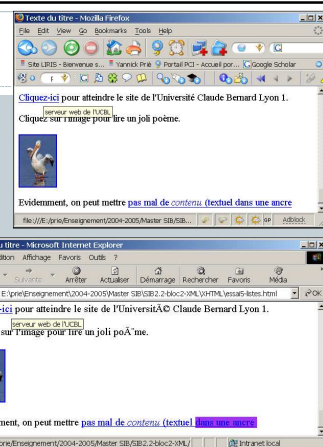 Texte du titre - Mozilla Firefox
File Edit View Go Bookmarks Tools Help
Site LIRIS - Bienvenue s... Yannick Prié Portail PCI - Accueil por... Google Scholar
Cliquez-ici pour atteindre le site de l'Université Claude Bernard Lyon 1.
serveur web de l'UCBL
Cliquez sur l'image pour lire un joli poème.
Evidemment, on peut mettre pas mal de contenu (textuel dans une ancre
file:///E:/prie/Enseignement/2004-2005/Master SIB/SIB... GP Adblock
u titre - Microsoft Internet Explorer
dition Affichage Favoris Outils ?
Suivante Arrêter Actualiser Démarrage Rechercher Favoris Média
E:\prie\Enseignement\2004-2005\Master SIB\SIB2.2-bloc2-XML\XHTML\essai5-listes.html OK
-ici pour atteindre le site de l'UniversitÃ© Claude Bernard Lyon 1.
serveur web de l'UCBL
sur l'image pour lire un joli poÃ¨me.
ment, on peut mettre pas mal de contenu (textuel dans une ancre
prie/Enseignement/2004-2005/Master SIB/SIB2.2-bloc2-XML/ Intranet local